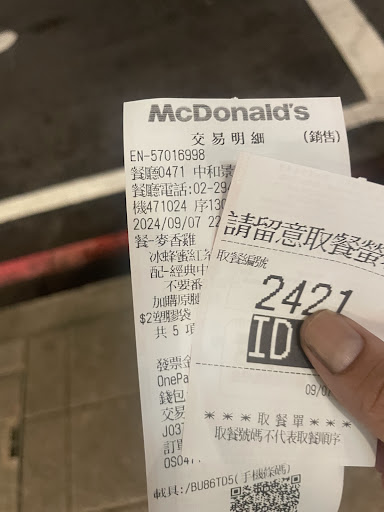 McDonald's
交易明細 (銷售)
EN-57016998
餐廳0471 中和景
餐廳電話:02-29
機471024 序130
2024/09/07 22
餐-麥香雞
冰蜂蜜紅茶
配-經典中
不要番
加購原
$2塑膠袋
共 5 項
發票金
OnePa
錢包
交易
J03
訂單
OS04
載具:/BU86TD5(手機條碼)
請留意取餐螢
取餐編號
2421
ID
09/0
＊＊＊取餐單＊＊＊
取餐號碼不代表取餐順序